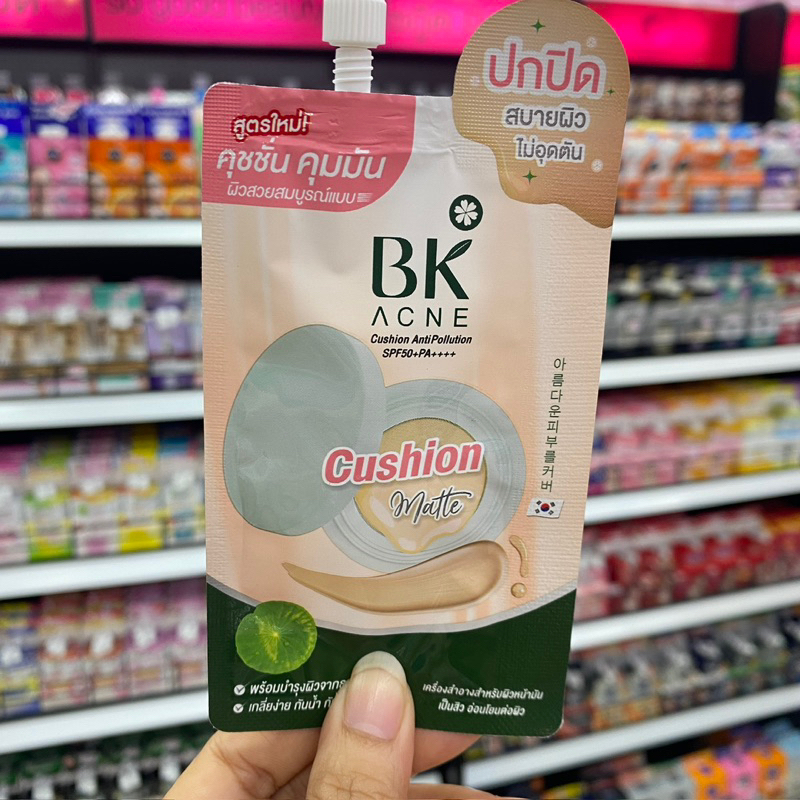 ปกปิด
สบายผิว
ไม่อุดตัน
สูตรใหม่!
คุชชั่น คุมมัน
ผิวสวยสมบูรณ์แบบ
BK
ACNE
Cushion AntiPollution
SPF50+PA++++
아름다운피부를커버
Cushion
Matte
พร้อมบำรุงผิวจาก
เกลี่ยง่าย กันน้ำ
เครื่องสำอางสำหรับผิวหน้ามัน
เป็นสิว อ่อนโยนต่อผิว